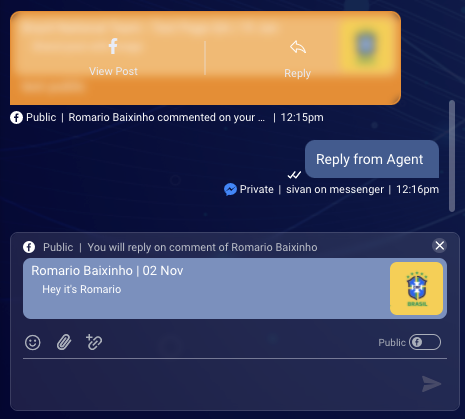 View Post
Reply
Public | Romario Baixinho commented on your ... | 12:15pm
Reply from Agent
Private | sivan on messenger | 12:16pm
Public | You will reply on comment of Romario Baixinho
Romario Baixinho | 02 Nov
Hey it's Romario
BRASIL
Public